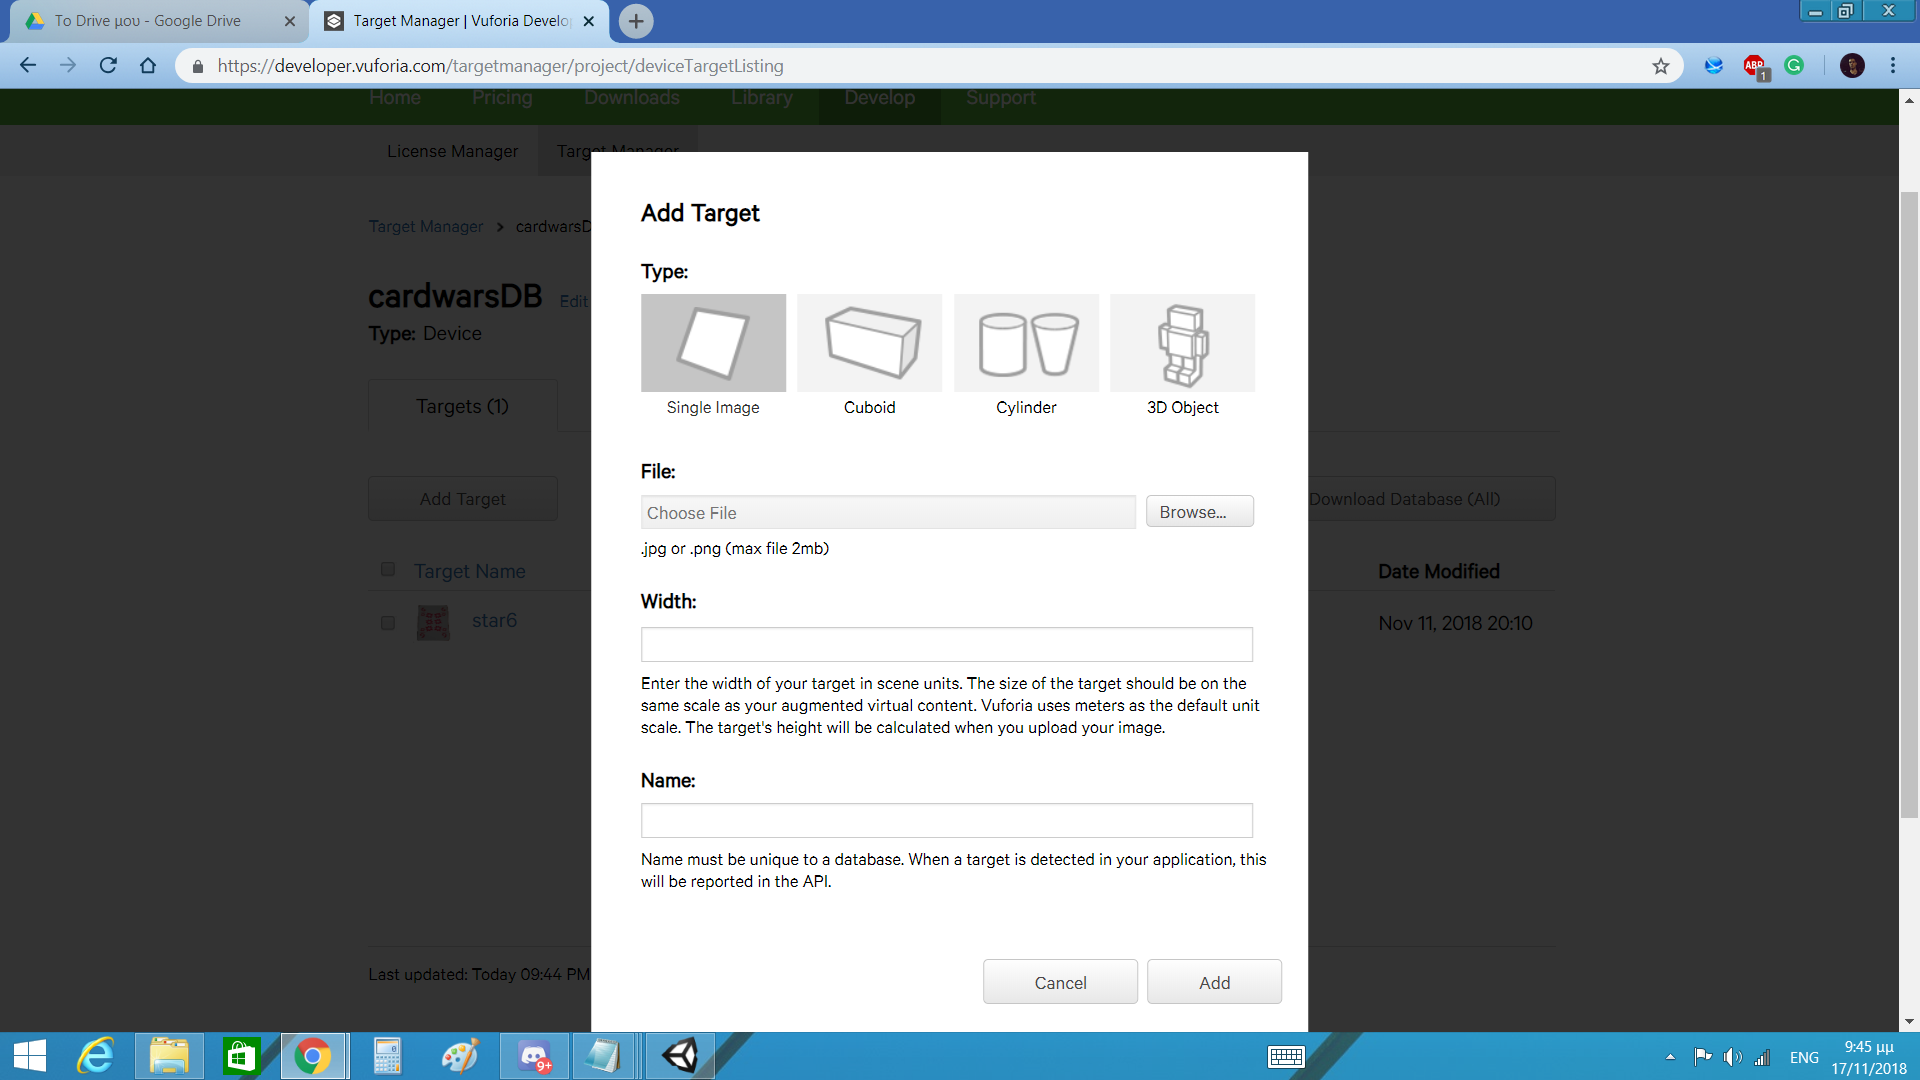 Το Drive μου - Google Drive
Target Manager | Vuforia Develo
https://developer.vuforia.com/targetmanager/project/deviceTargetListing
ABP
1
Home Pricing Downloads Library Develop Support
License Manager Target Manager
Target Manager > cardwarsD
cardwarsDB Edit
Type: Device
Targets (1)
Add Target
Download Database (All)
Target Name
Date Modified
star6
Nov 11, 2018 20:10
Last updated: Today 09:44 PM
Add Target
Type:
Single Image Cuboid Cylinder 3D Object
File:
Choose File Browse...
.jpg or .png (max file 2mb)
Width:
Enter the width of your target in scene units. The size of the target should be on the
same scale as your augmented virtual content. Vuforia uses meters as the default unit
scale. The target's height will be calculated when you upload your image.
Name:
Name must be unique to a database. When a target is detected in your application, this
will be reported in the API.
Cancel Add
9+
ENG
9:45 μμ
17/11/2018